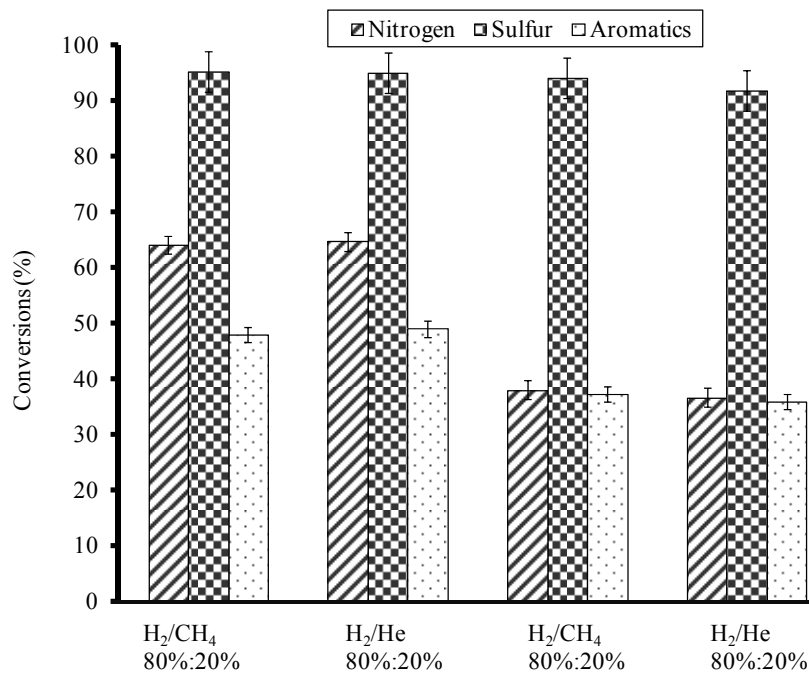 Nitrogen Sulfur Aromatics
Conversions (%)
100
90
80
70
60
50
40
30
20
10
0
H₂/CH₄ H₂/He H₂/CH₄ H₂/He
80%:20% 80%:20% 80%:20% 80%:20%